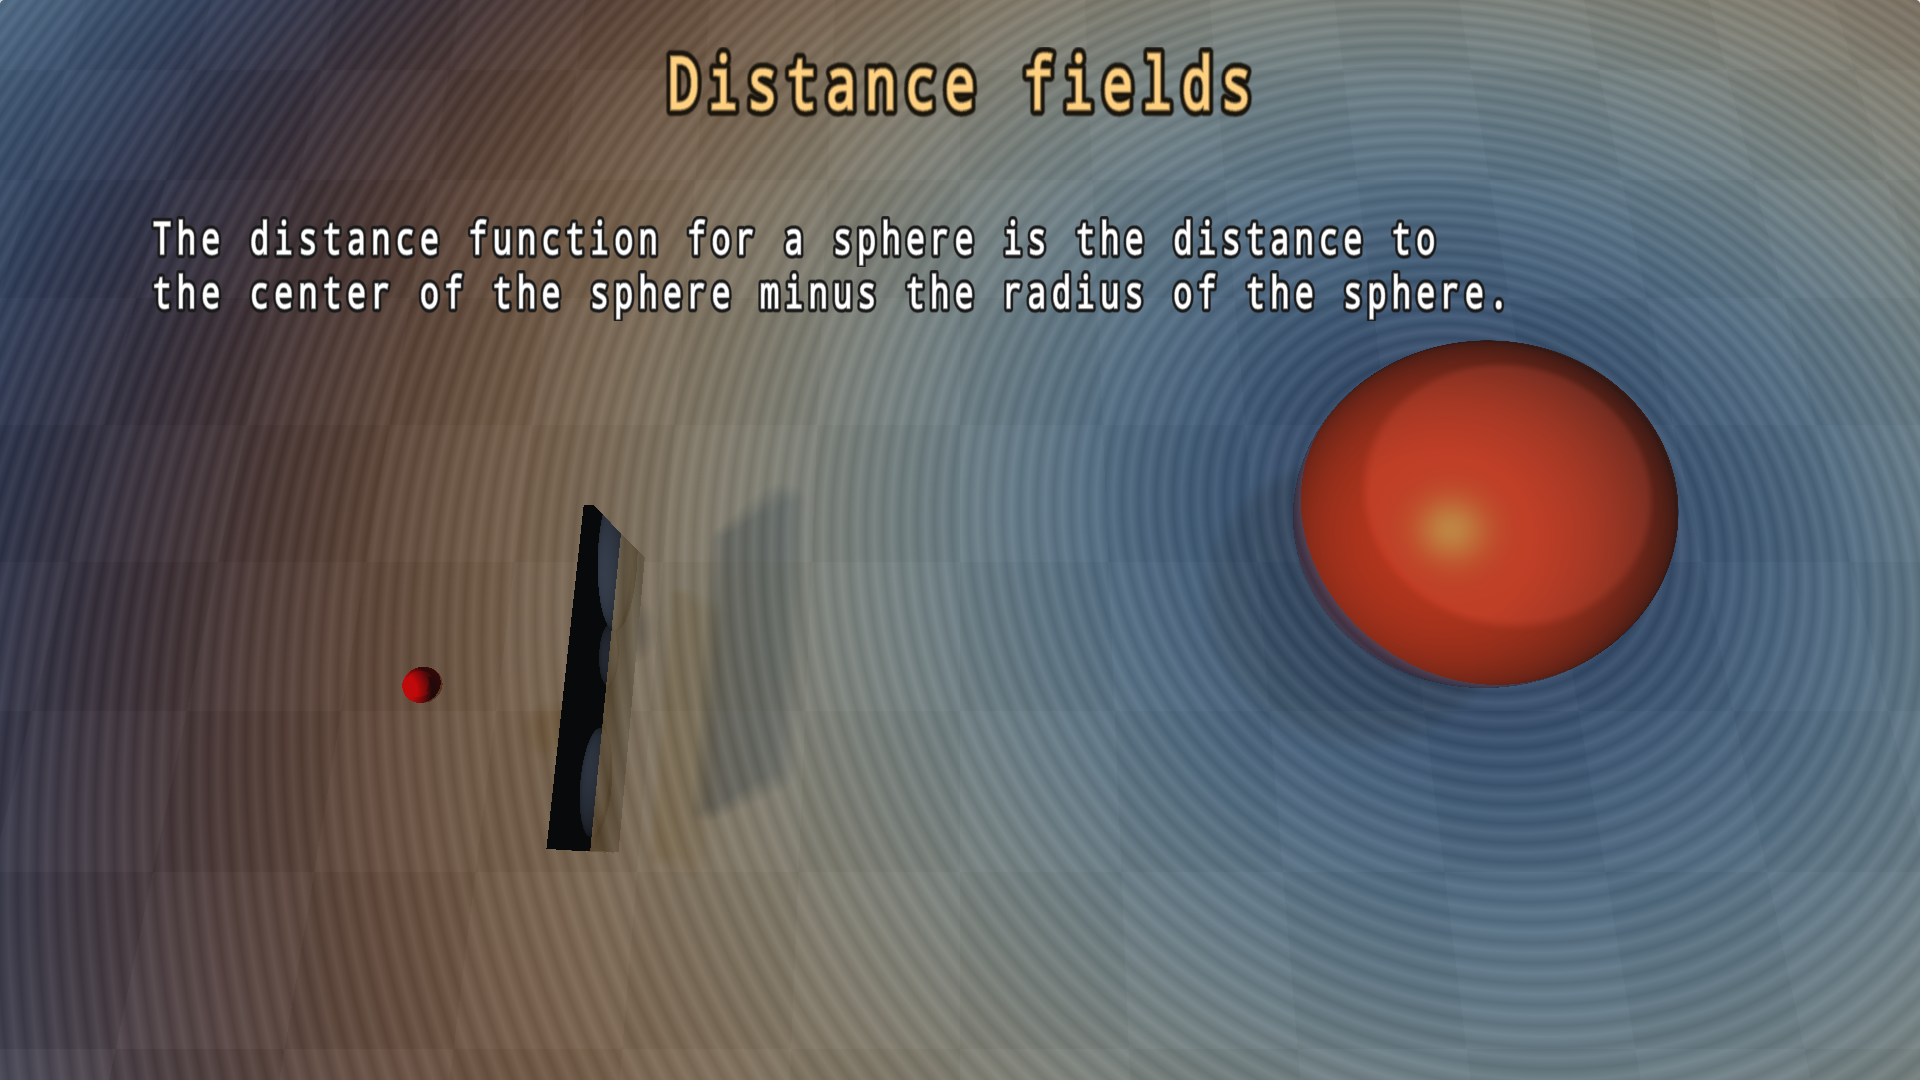 Distance fields
The distance function for a sphere is the distance to
the center of the sphere minus the radius of the sphere.